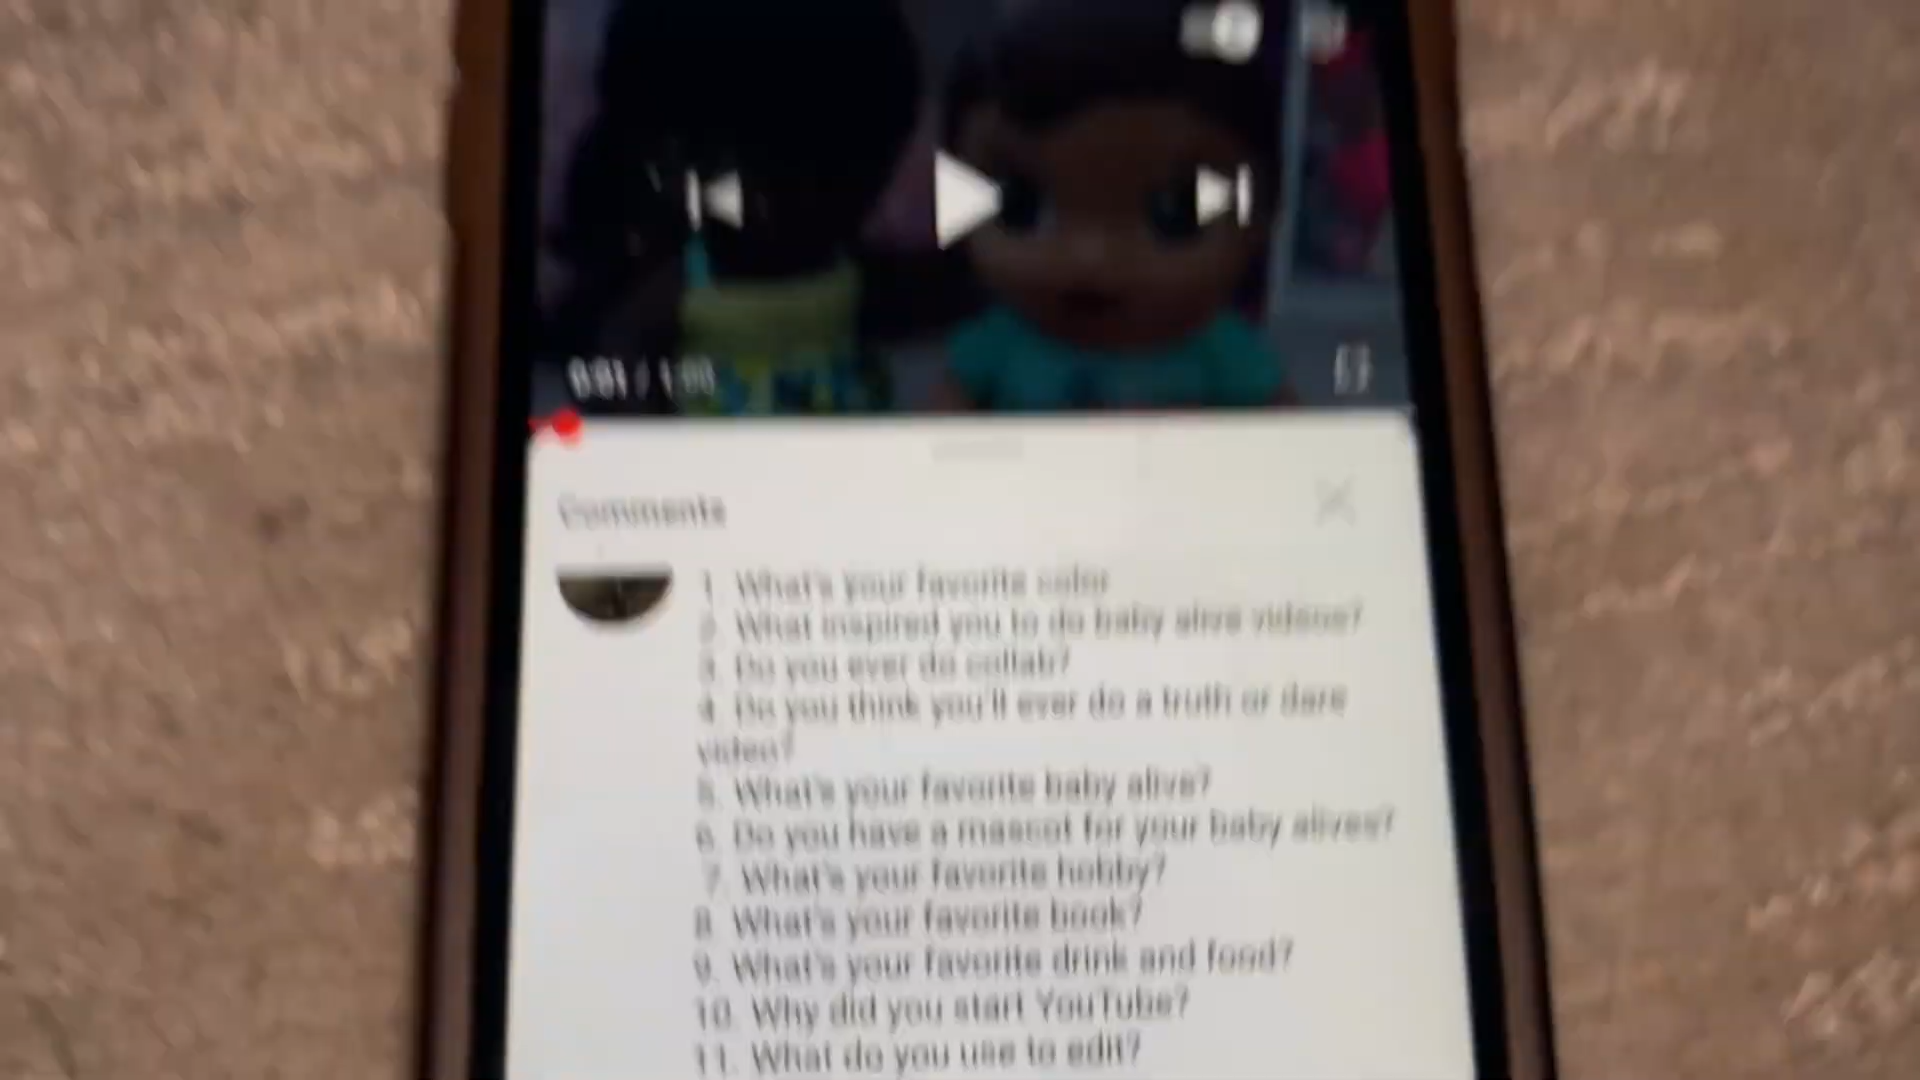 Comments
1. What's your favorite color
2. What inspired you to do baby alive videos?
3. Do you ever do collab?
4. Do you think you'll ever do a truth or dare
video?
5. What's your favorite baby alive?
6. Do you have a mascot for your baby alives?
7. What's your favorite hobby?
8. What's your favorite book?
9. What's your favorite drink and food?
10. Why did you start YouTube?
11. What do you use to edit?